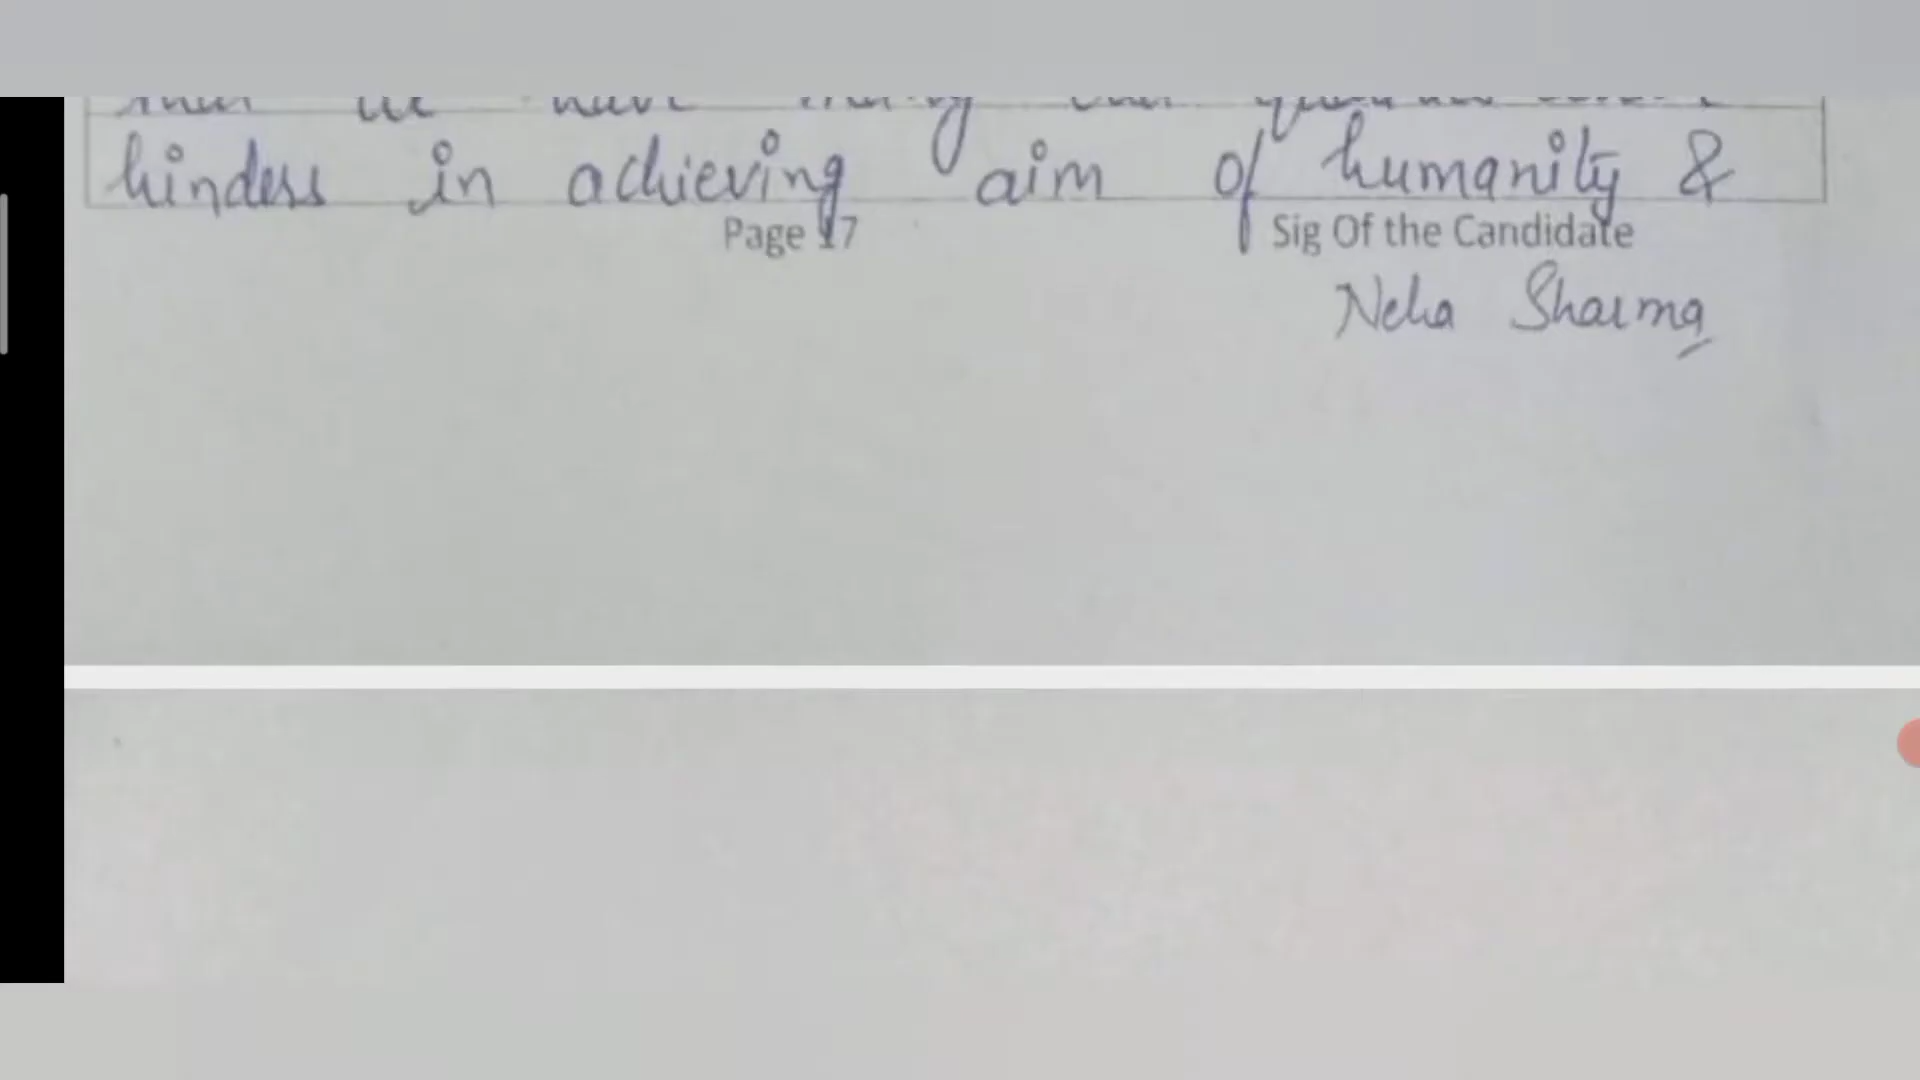 hinders in achieving aim of humanity &
Page 17
Sig Of the Candidate
Neha Sharma